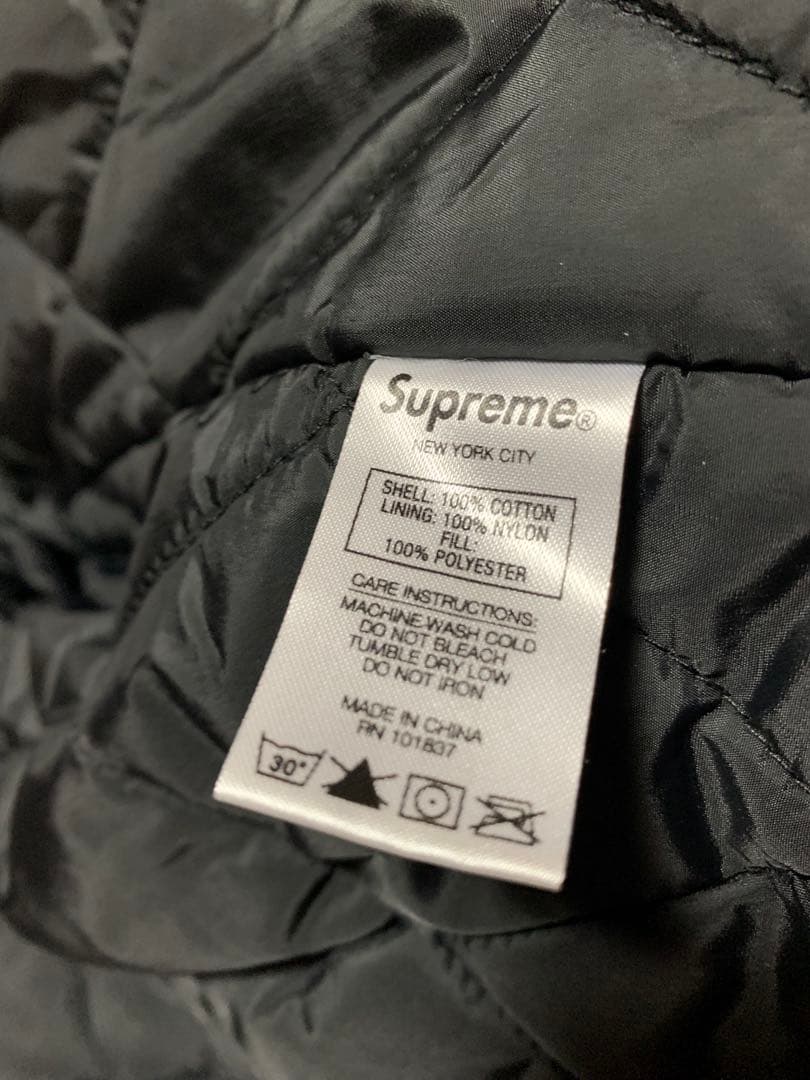 Supreme®
NEW YORK CITY
SHELL: 100% COTTON
LINING: 100% NYLON
FILL:
100% POLYESTER
CARE INSTRUCTIONS:
MACHINE WASH COLD
DO NOT BLEACH
TUMBLE DRY LOW
DO NOT IRON
MADE IN CHINA
RN 101837
30°